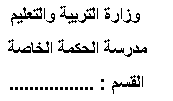 وزارة التربية والتعليم
مدرسة الحكمة الخاصة
القسم : .................